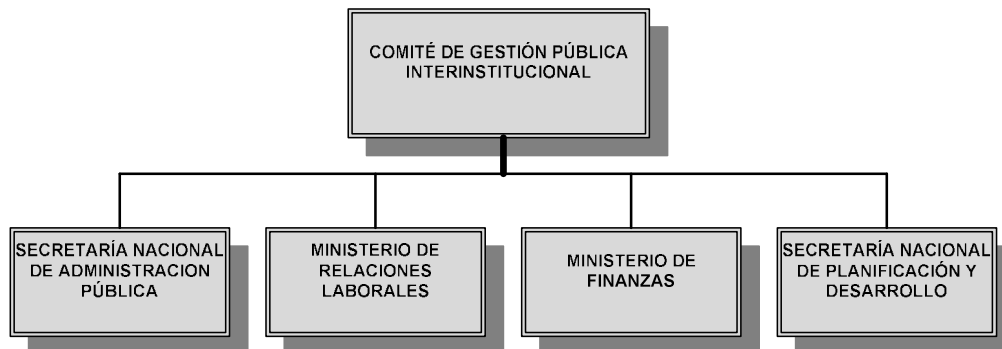 COMITÉ DE GESTIÓN PÚBLICA
INTERINSTITUCIONAL
SECRETARÍA NACIONAL
DE ADMINISTRACION
PÚBLICA
MINISTERIO DE
RELACIONES
LABORALES
MINISTERIO DE
FINANZAS
SECRETARÍA NACIONAL
DE PLANIFICACIÓN Y
DESARROLLO